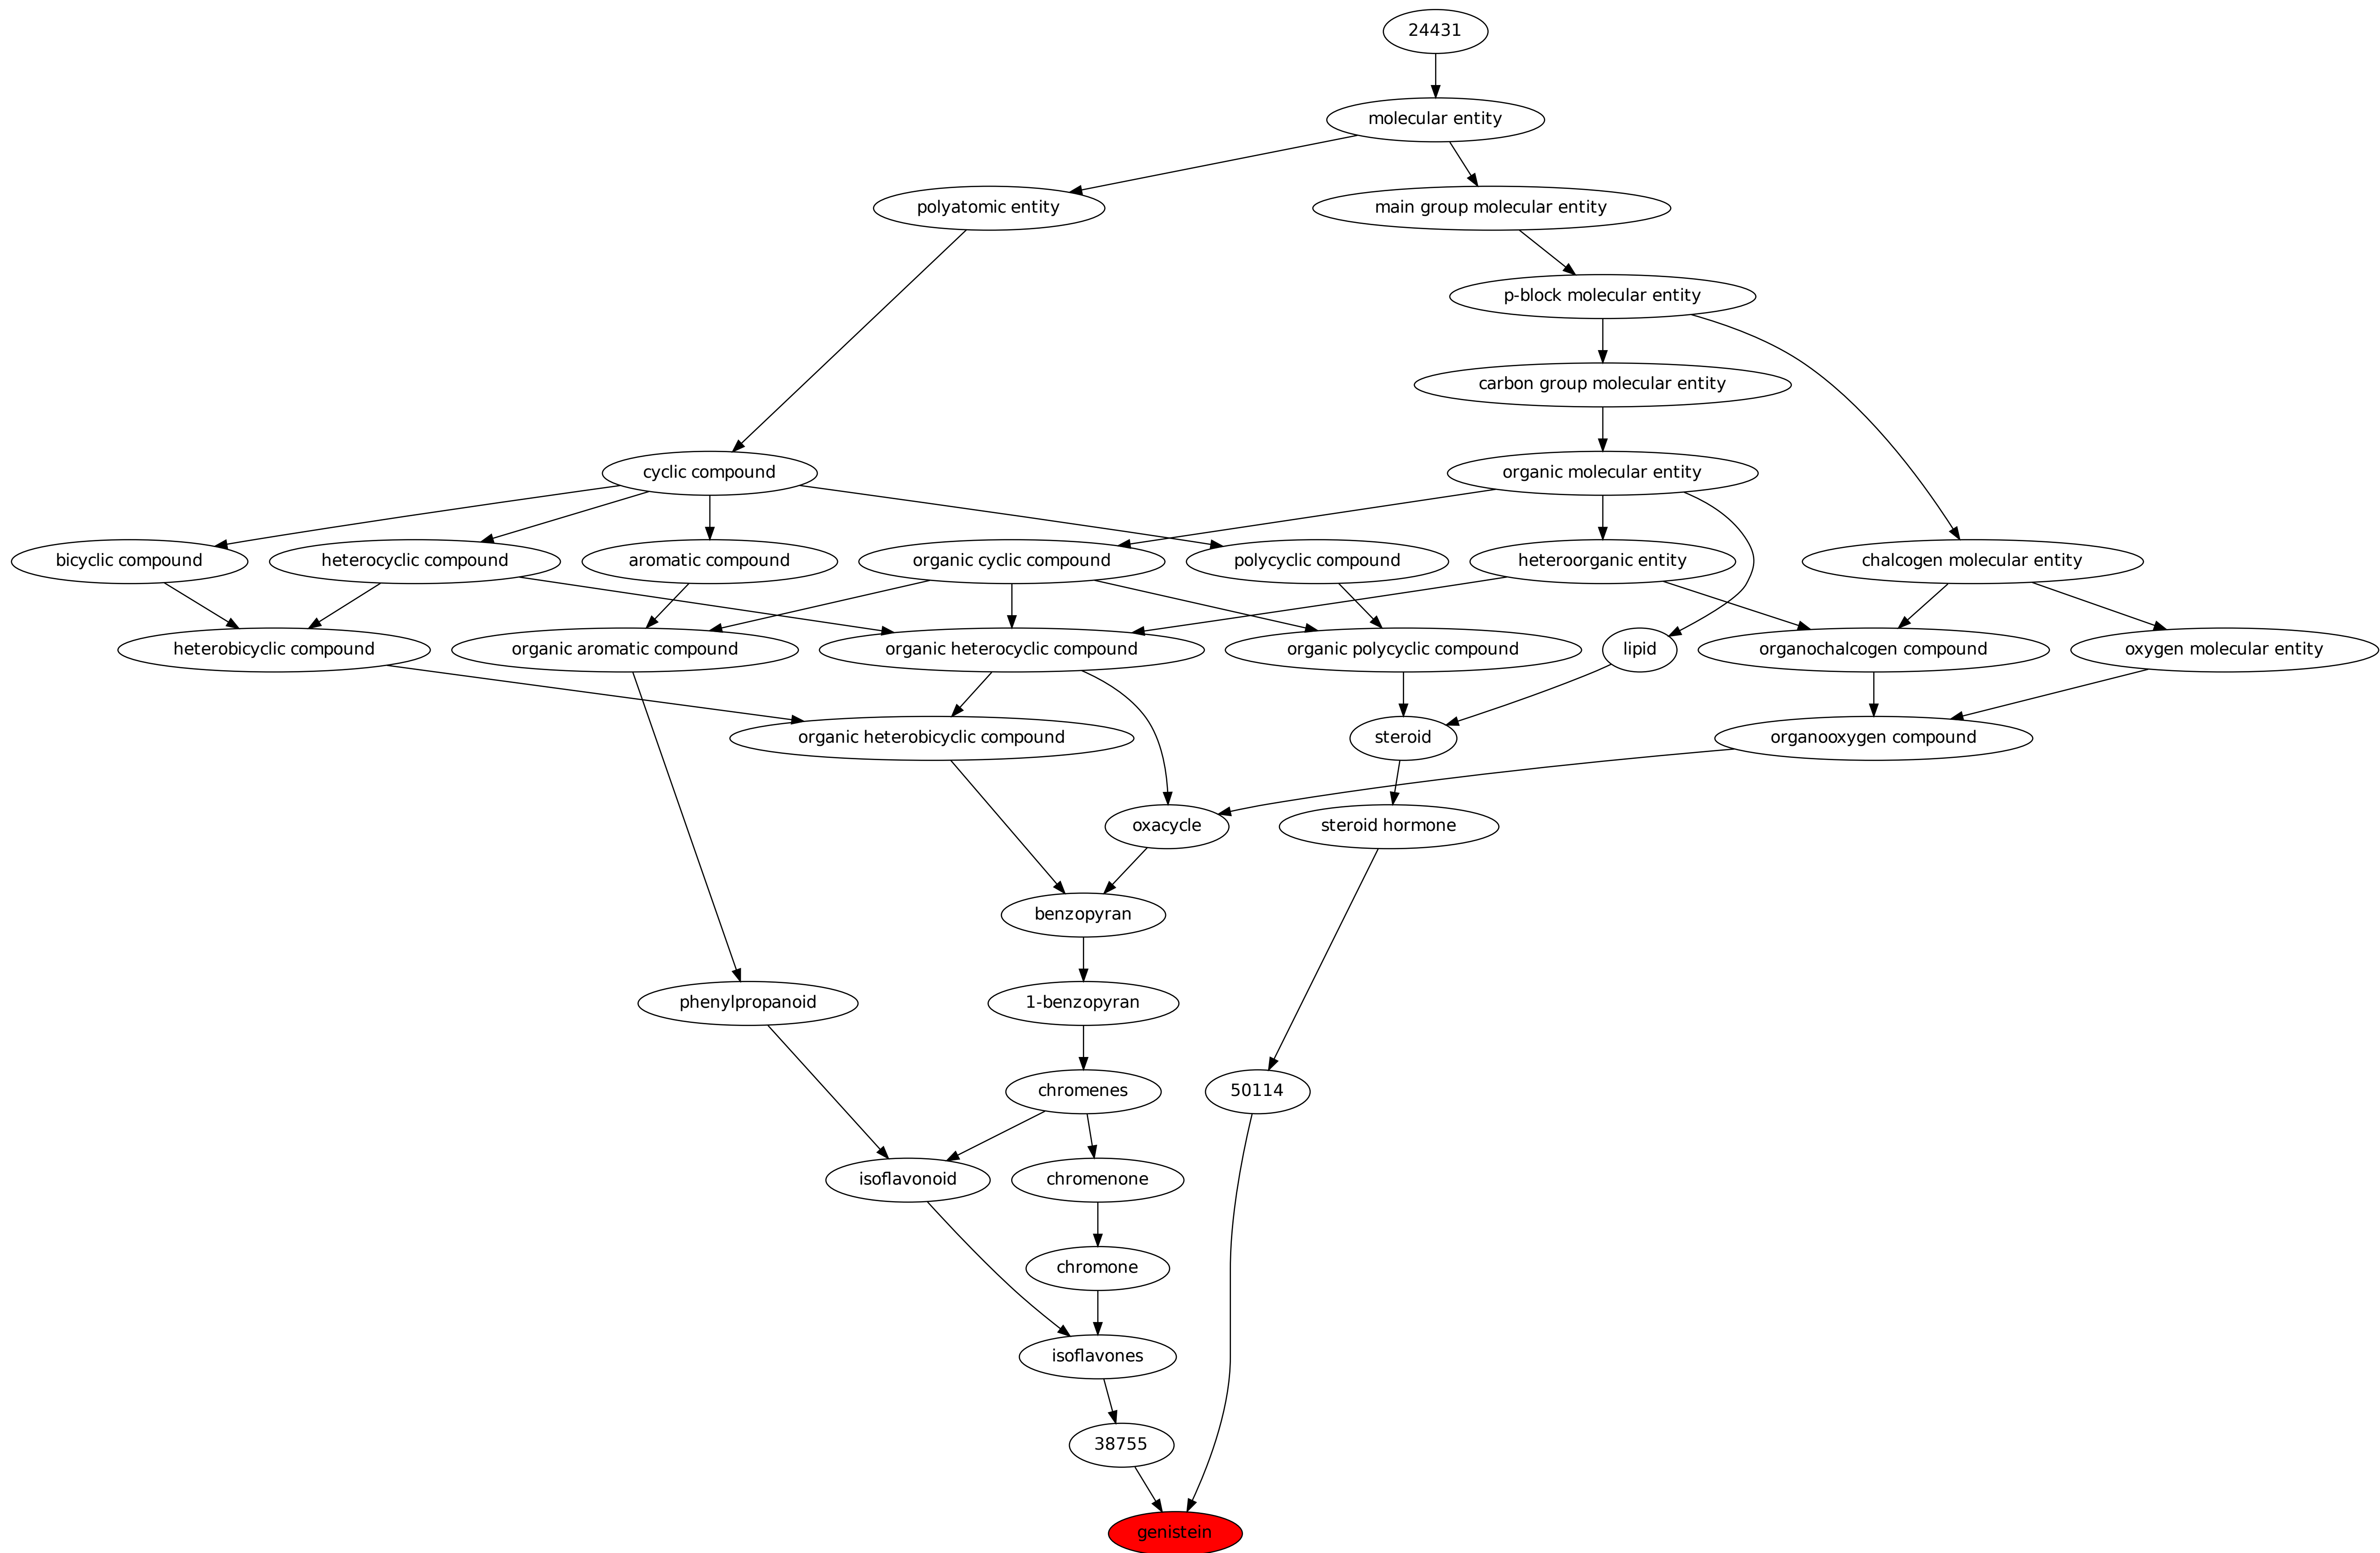 24431
molecular entity
polyatomic entity
main group molecular entity
p-block molecular entity
carbon group molecular entity
cyclic compound
organic molecular entity
bicyclic compound
heterocyclic compound
aromatic compound
organic cyclic compound
polycyclic compound
heteroorganic entity
chalcogen molecular entity
heterobicyclic compound
organic aromatic compound
organic heterocyclic compound
organic polycyclic compound
lipid
organochalcogen compound
oxygen molecular entity
organic heterobicyclic compound
steroid
organooxygen compound
oxacycle
steroid hormone
benzopyran
phenylpropanoid
1-benzopyran
chromenes
50114
isoflavonoid
chromenone
chromone
isoflavones
38755
genistein